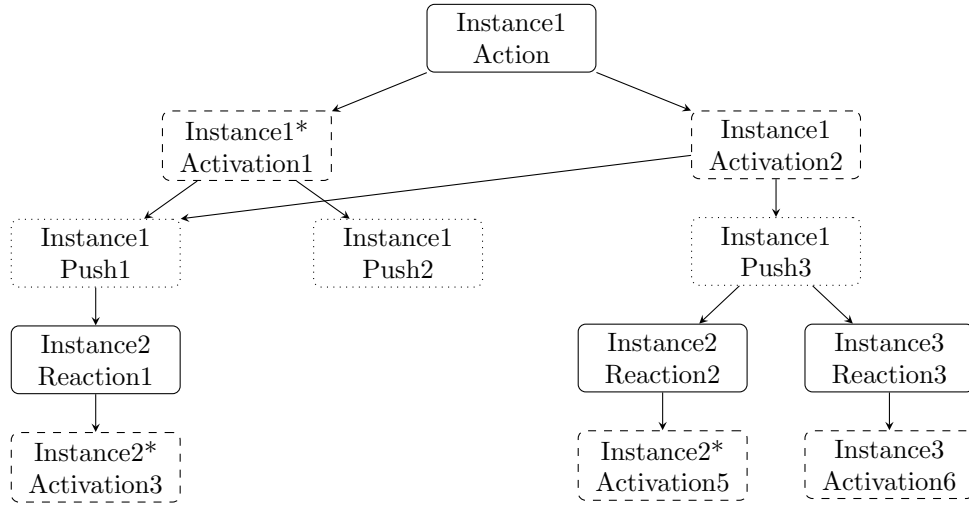 Instance1
Action
Instance1*
Activation1
Instance1
Activation2
Instance1
Push1
Instance1
Push2
Instance1
Push3
Instance2
Reaction1
Instance2
Reaction2
Instance3
Reaction3
Instance2*
Activation3
Instance2*
Activation5
Instance3
Activation6